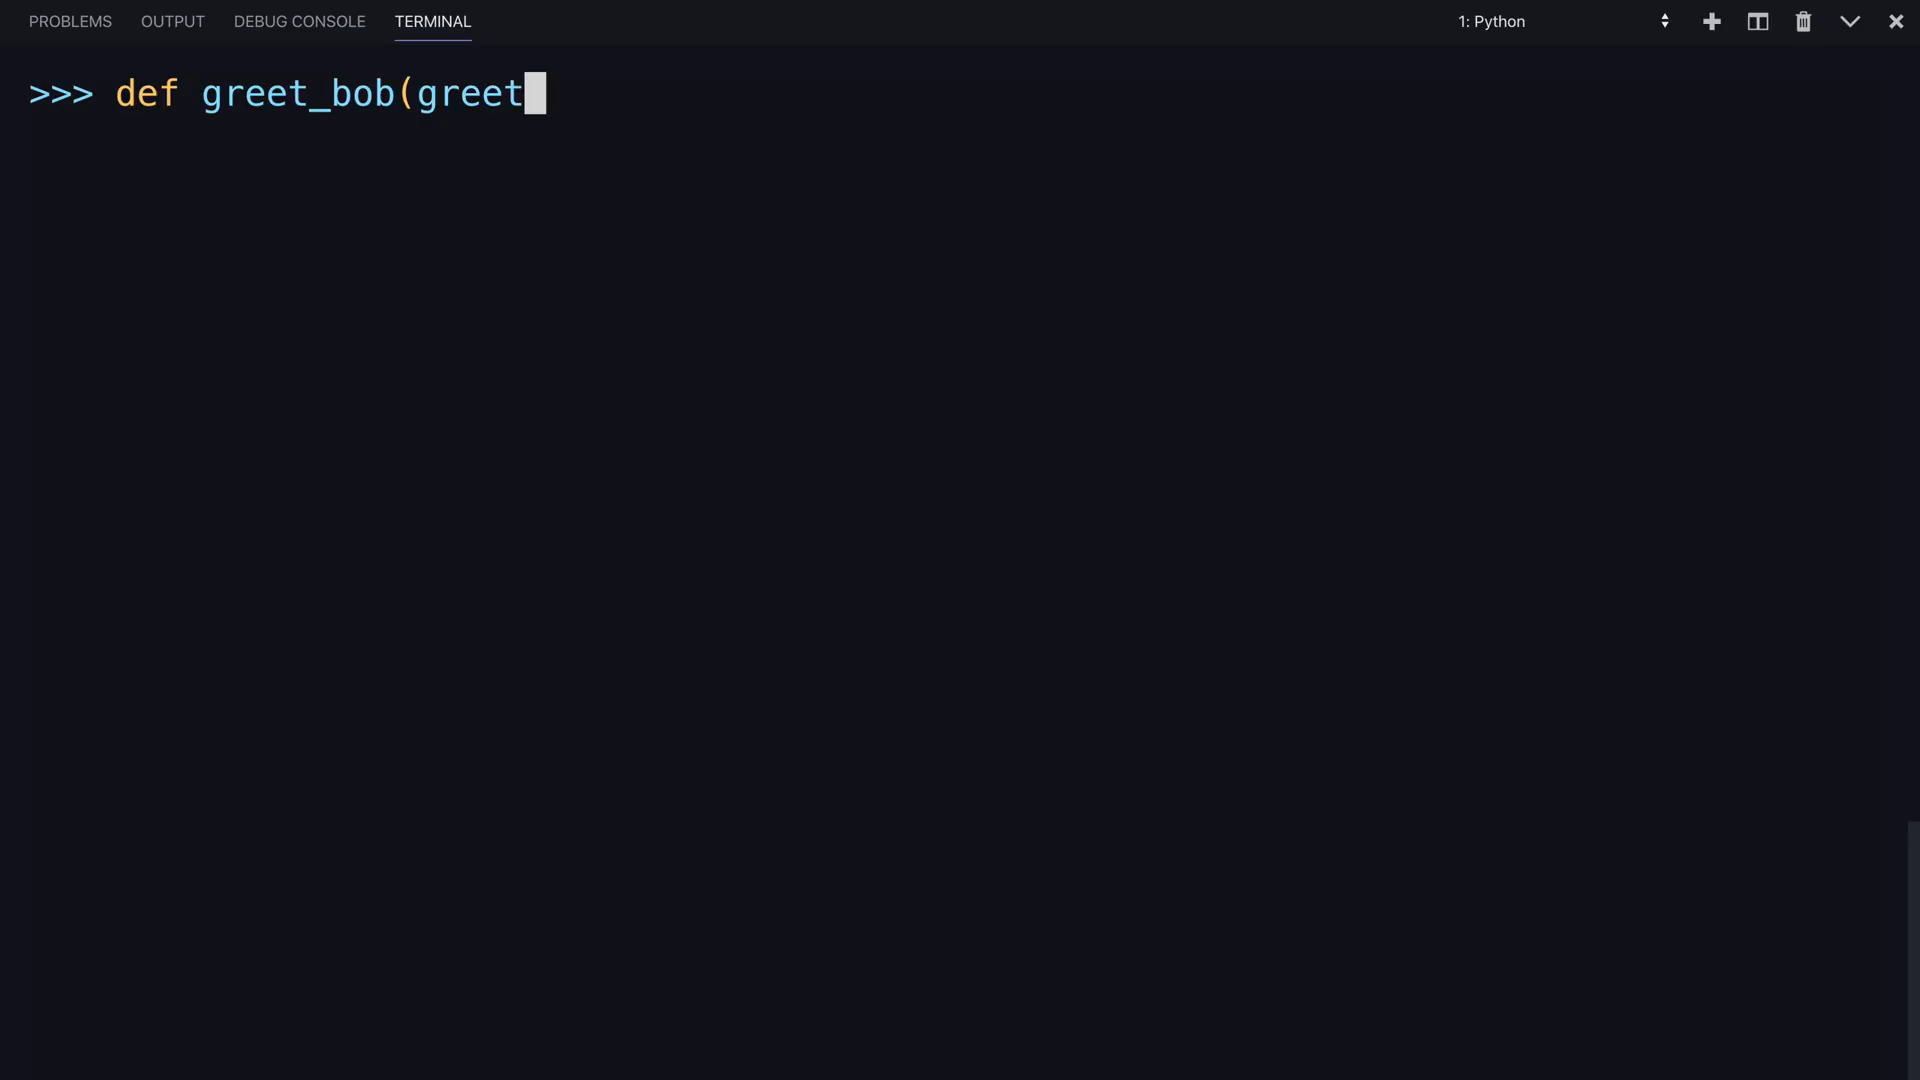 PROBLEMS OUTPUT DEBUG CONSOLE TERMINAL 1: Python
>>> def greet_bob(greet